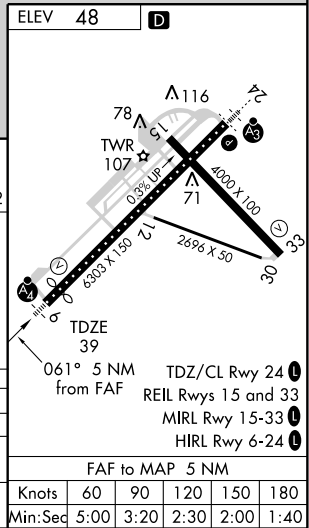 ELEV 48 D
116
24
78
15
TWR
107
A3
P
0.3% UP
71
4000 X 100
V
V
6303 X 150
12
2696 X 50
33
30
A4
6
TDZE
39
061° 5 NM
from FAF
TDZ/CL Rwy 24 L
REIL Rwys 15 and 33
MIRL Rwy 15-33 L
HIRL Rwy 6-24 L
FAF to MAP 5 NM
Knots 60 90 120 150 180
Min:Sec 5:00 3:20 2:30 2:00 1:40